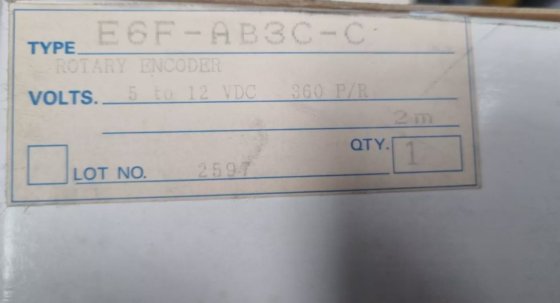 TYPE E6F-AB3C-C
ROTARY ENCODER
VOLTS. 5 to 12 VDC 360 P/R
2m
QTY. 1
LOT NO. 2597